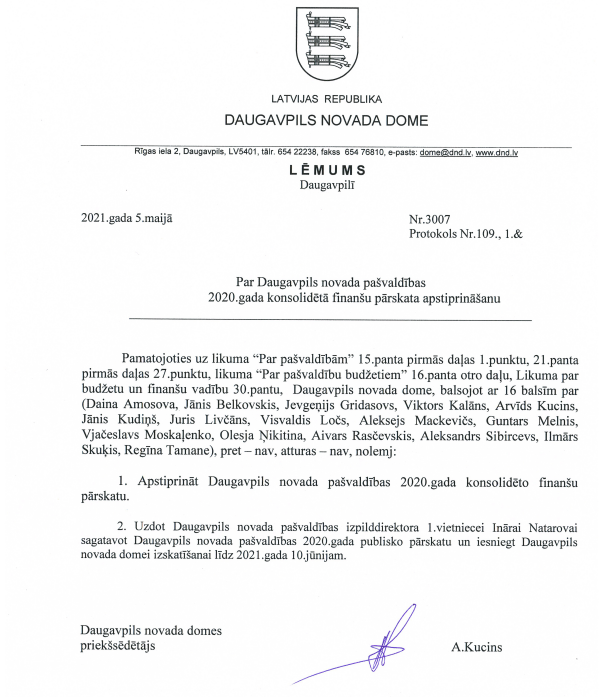 LATVIJAS REPUBLIKA
DAUGAVPILS NOVADA DOME
Rīgas iela 2, Daugavpils, LV5401, tālr. 654 22238, fakss 654 76810, e-pasts: dome@dnd.lv, www.dnd.lv
LĒMUMS
Daugavpilī
2021.gada 5.maijā
Nr.3007
Protokols Nr.109., 1.&
Par Daugavpils novada pašvaldības
2020.gada konsolidētā finanšu pārskata apstiprināšanu
Pamatojoties uz likuma “Par pašvaldībām” 15.panta pirmās daļas 1.punktu, 21.panta
pirmās daļas 27.punktu, likuma “Par pašvaldību budžetiem” 16.panta otro daļu, Likuma par
budžetu un finanšu vadību 30.pantu, Daugavpils novada dome, balsojot ar 16 balsīm par
(Daina Amosova, Jānis Belkovskis, Jevgeņijs Gridasovs, Viktors Kalāns, Arvīds Kucins,
Jānis Kudiņš, Juris Livčāns, Visvaldis Ločs, Aleksejs Mackevičs, Guntars Melnis,
Vjačeslavs Moskaļenko, Olesja Ņikitina, Aivars Rasčevskis, Aleksandrs Sibircevs, Ilmārs
Skuķis, Regīna Tamane), pret – nav, atturas – nav, nolemj:
1. Apstiprināt Daugavpils novada pašvaldības 2020.gada konsolidēto finanšu
pārskatu.
2. Uzdot Daugavpils novada pašvaldības izpilddirektora 1.vietniecei Inārai Natarovai
sagatavot Daugavpils novada pašvaldības 2020.gada publisko pārskatu un iesniegt Daugavpils
novada domei izskatīšanai līdz 2021.gada 10.jūnijam.
Daugavpils novada domes
priekšsēdētājs
A.Kucins